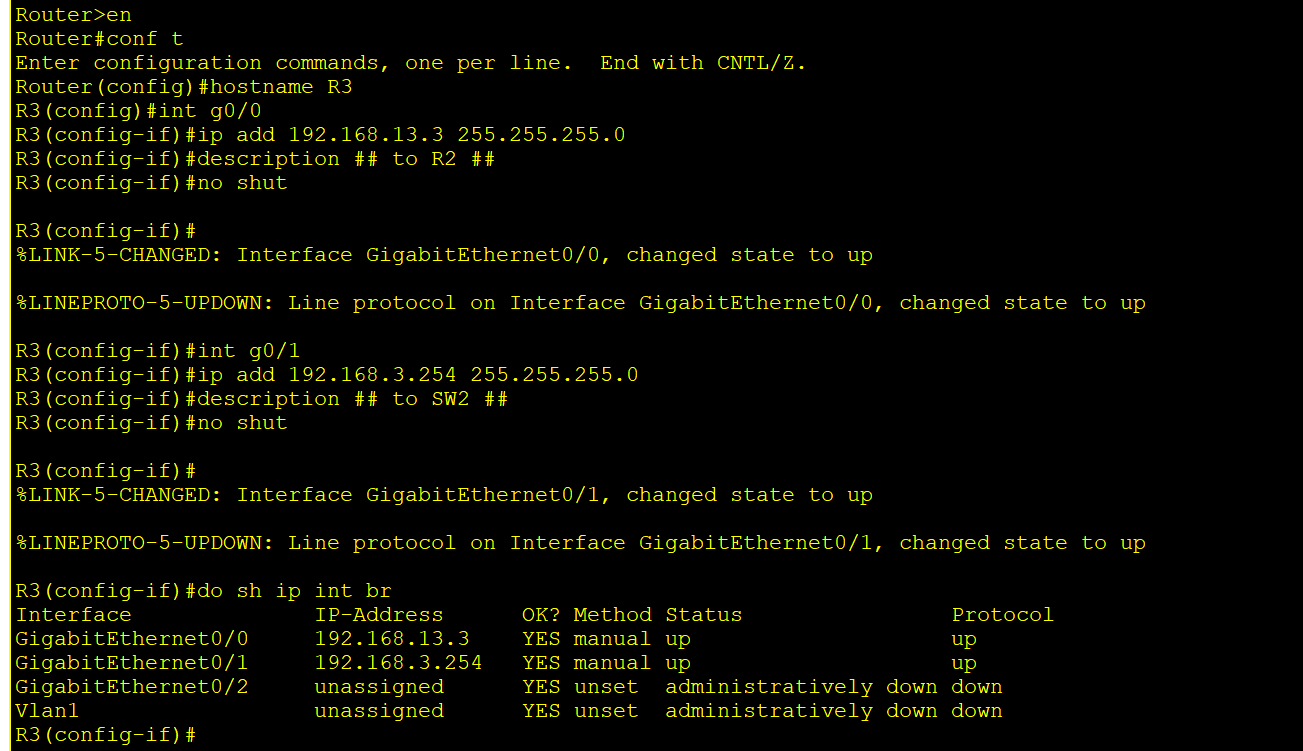 Router>en
Router#conf t
Enter configuration commands, one per line.  End with CNTL/Z.
Router(config)#hostname R3
R3(config)#int g0/0
R3(config-if)#ip add 192.168.13.3 255.255.255.0
R3(config-if)#description ## to R2 ##
R3(config-if)#no shut
R3(config-if)#
%LINK-5-CHANGED: Interface GigabitEthernet0/0, changed state to up
%LINEPROTO-5-UPDOWN: Line protocol on Interface GigabitEthernet0/0, changed state to up
R3(config-if)#int g0/1
R3(config-if)#ip add 192.168.3.254 255.255.255.0
R3(config-if)#description ## to SW2 ##
R3(config-if)#no shut
R3(config-if)#
%LINK-5-CHANGED: Interface GigabitEthernet0/1, changed state to up
%LINEPROTO-5-UPDOWN: Line protocol on Interface GigabitEthernet0/1, changed state to up
R3(config-if)#do sh ip int br
Interface              IP-Address      OK? Method Status                Protocol
GigabitEthernet0/0     192.168.13.3    YES manual up                    up
GigabitEthernet0/1     192.168.3.254   YES manual up                    up
GigabitEthernet0/2     unassigned      YES unset  administratively down down
Vlan1                  unassigned      YES unset  administratively down down
R3(config-if)#